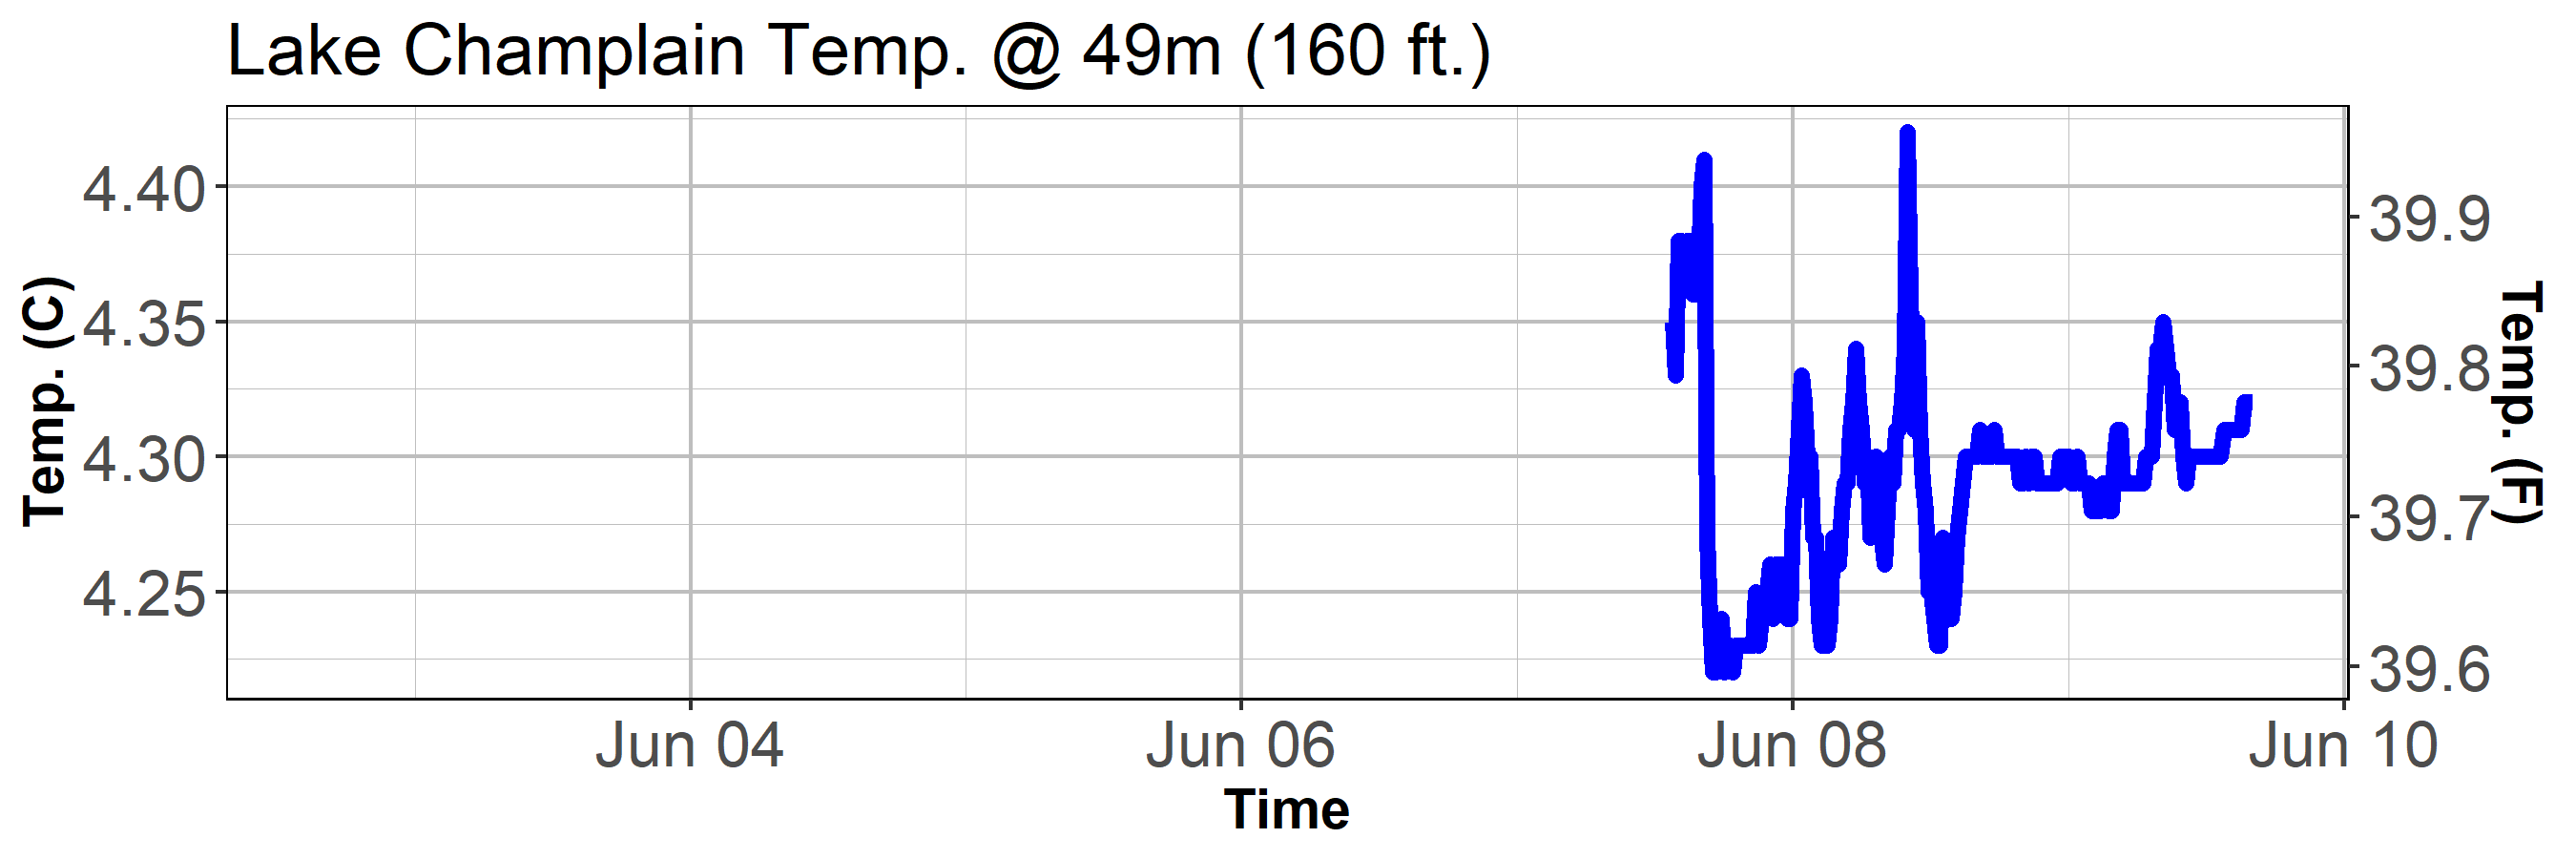 Lake Champlain Temp. @ 49m (160 ft.)
Temp. (C)
4.40
4.35
4.30
4.25
39.9
39.8
39.7
39.6
Temp. (F)
Jun 04
Jun 06
Jun 08
Jun 10
Time